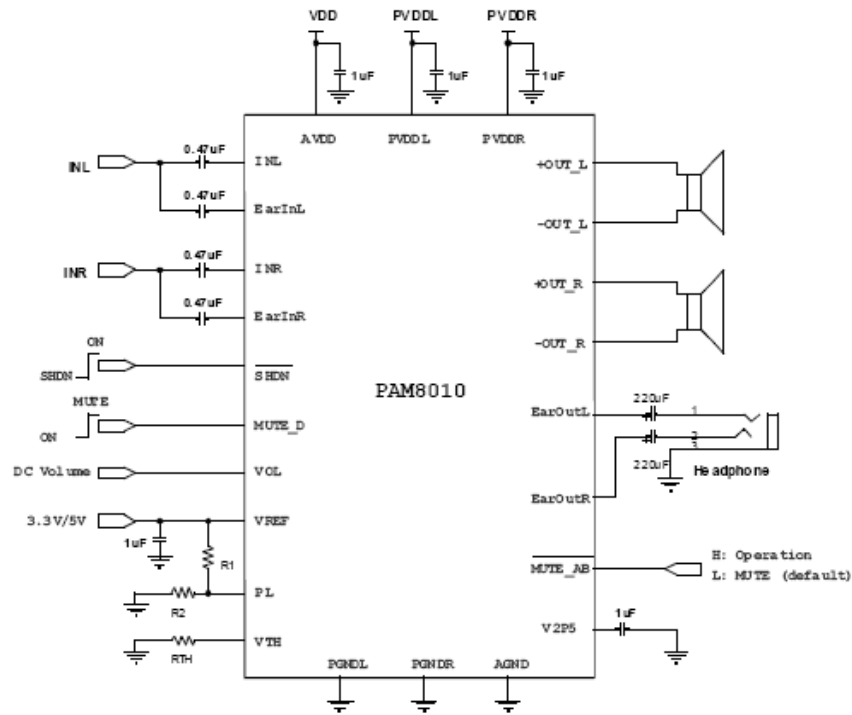 VDD
PVDDL
PVDDR
1uF
1uF
1uF
AVDD
PVDDL
PVDDR
0.47uF
INL
INL
0.47uF
EarInL
0.47uF
INR
INR
0.47uF
EarInR
+OUT_L
-OUT_L
+OUT_R
-OUT_R
ON
SHDN
SHDN
MUTE
ON
MUTE_D
DC Volume
VOL
3.3V/5V
VREF
1uF
R1
PL
R2
VTH
RTH
PAM8010
EarOutL
220uF
1
2
3
220uF
Headphone
EarOutR
MUTE_AB
H: Operation
L: MUTE (default)
V2P5
1uF
PGNDL
PGNDR
AGND